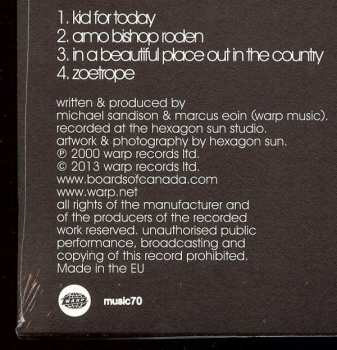 1. kid for today
2. amo bishop roden
3. in a beautiful place out in the country
4. zoetrope
written & produced by
michael sandison & marcus eoin (warp music).
recorded at the hexagon sun studio.
artwork & photography by hexagon sun.
℗ 2000 warp records ltd.
© 2013 warp records ltd.
www.boardsofcanada.com
www.warp.net
all rights of the manufacturer and
of the producers of the recorded
work reserved. unauthorised public
performance, broadcasting and
copying of this record prohibited.
Made in the EU
music70